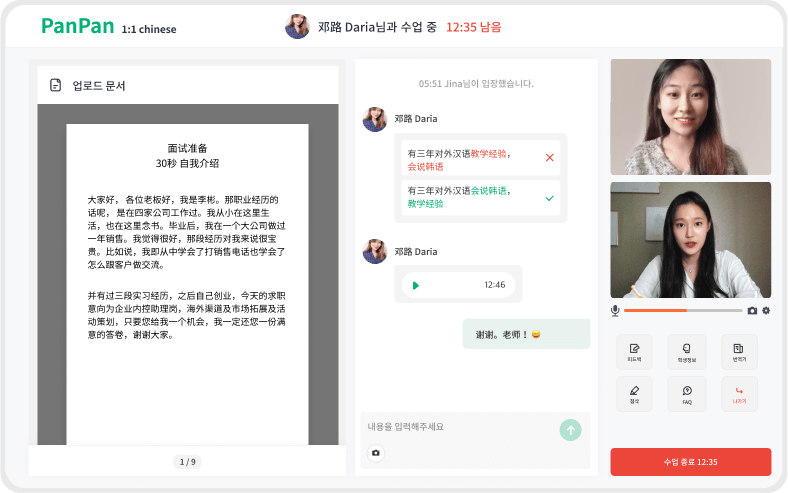 PanPan 1:1 chinese
邓路 Daria님과 수업 중 12:35 남음
업로드 문서
面试准备
30秒 自我介绍
大家好， 各位老板好，我是李彬。那职业经历的
话呢， 是在四家公司工作过。我从小在这里生
活，也在这里念书。毕业后，我在一个大公司做过
一年销售。我觉得很好，那段经对我来说很宝
贵。比如说，我即从中学会了打销售电话也学会了
怎么跟客户做交流。
并有过三段实习经历，之后自己创业，今天的求职
意向为企业内控助理岗，海外渠道及市场拓展及活
动策划，只要您给我一个机会，我一定还您一份满
意的答卷，谢谢大家。
1 / 9
05:51 Jina님이 입장했습니다.
邓路 Daria
有三年对外汉语教学经验，
会说韩语
有三年对外汉语会说韩语，
教学经验
邓路 Daria
12:46
谢谢。老师！😄
내용을 입력해주세요
피드백
학생정보
번역기
필색
FAQ
나가기
수업 종료 12:35